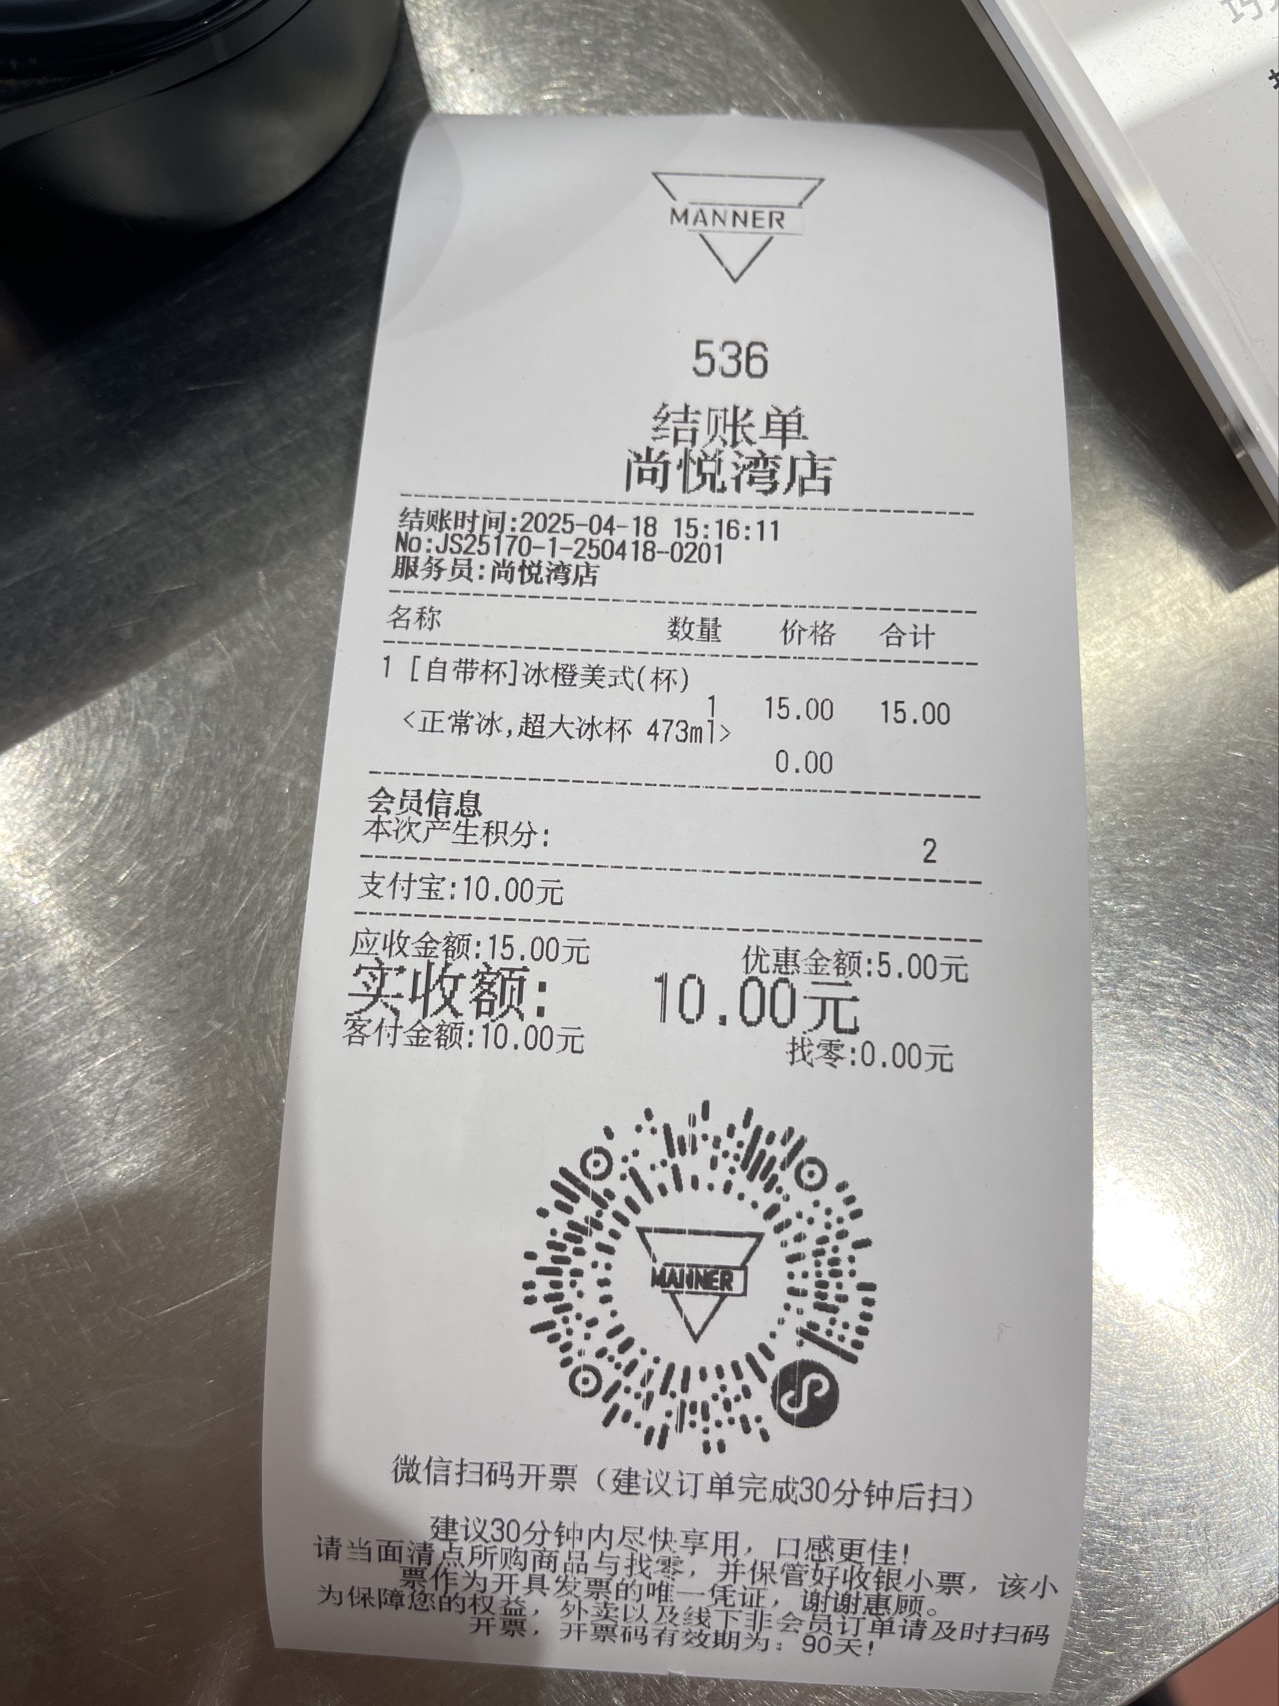 MANNER
536
结账单
尚悦湾店
结账时间:2025-04-18 15:16:11
No:JS25170-1-250418-0201
服务员:尚悦湾店
名称 数量 价格 合计
1 [自带杯]冰橙美式(杯)
1 15.00 15.00
<正常冰,超大冰杯 473ml>
0.00
会员信息
本次产生积分: 2
支付宝:10.00元
应收金额:15.00元 优惠金额:5.00元
实收额: 10.00元
客付金额:10.00元 找零:0.00元
MANNER
微信扫码开票（建议订单完成30分钟后扫）
建议30分钟内尽快享用，口感更佳！
请当面清点所购商品与找零，并保管好收银小票，该小
票作为开具发票的唯一凭证，谢谢惠顾。
为保障您的权益，外卖以及线下非会员订单请及时扫码
开票，开票码有效期为：90天！